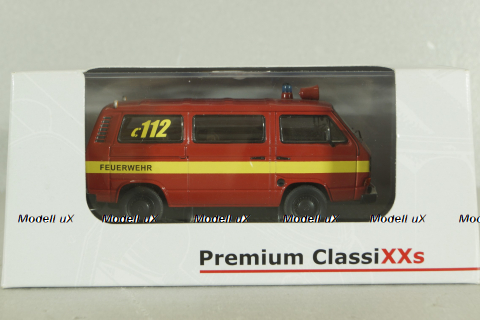 c112
FEUERWEHR
Modell uX Modell uX Modell uX Modell uX Modell uX Modell uX
Premium ClassiXXs